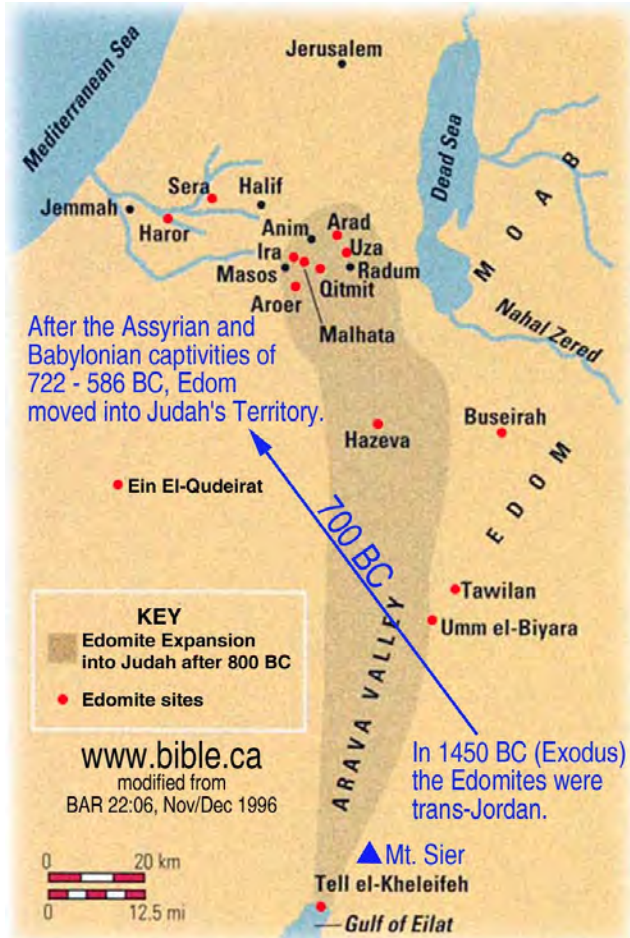 Mediterranean Sea
Jerusalem
Dead Sea
M O A B
Sera
Halif
Jemmah
Haror
Anim
Arad
Ira
Uza
Masos
Radum
Qitmit
Aroer
Malhata
Nahal Zered
After the Assyrian and
Babylonian captivities of
722 - 586 BC, Edom
moved into Judah's Territory.
Hazeva
Buseirah
E D O M
Ein El-Qudeirat
700 BC
Tawilan
Umm el-Biyara
ARAVA VALLEY
KEY
Edomite Expansion
into Judah after 800 BC
Edomite sites
www.bible.ca
modified from
BAR 22:06, Nov/Dec 1996
In 1450 BC (Exodus)
the Edomites were
trans-Jordan.
Mt. Sier
0 20 km
0 12.5 mi
Tell el-Kheleifeh
Gulf of Eilat